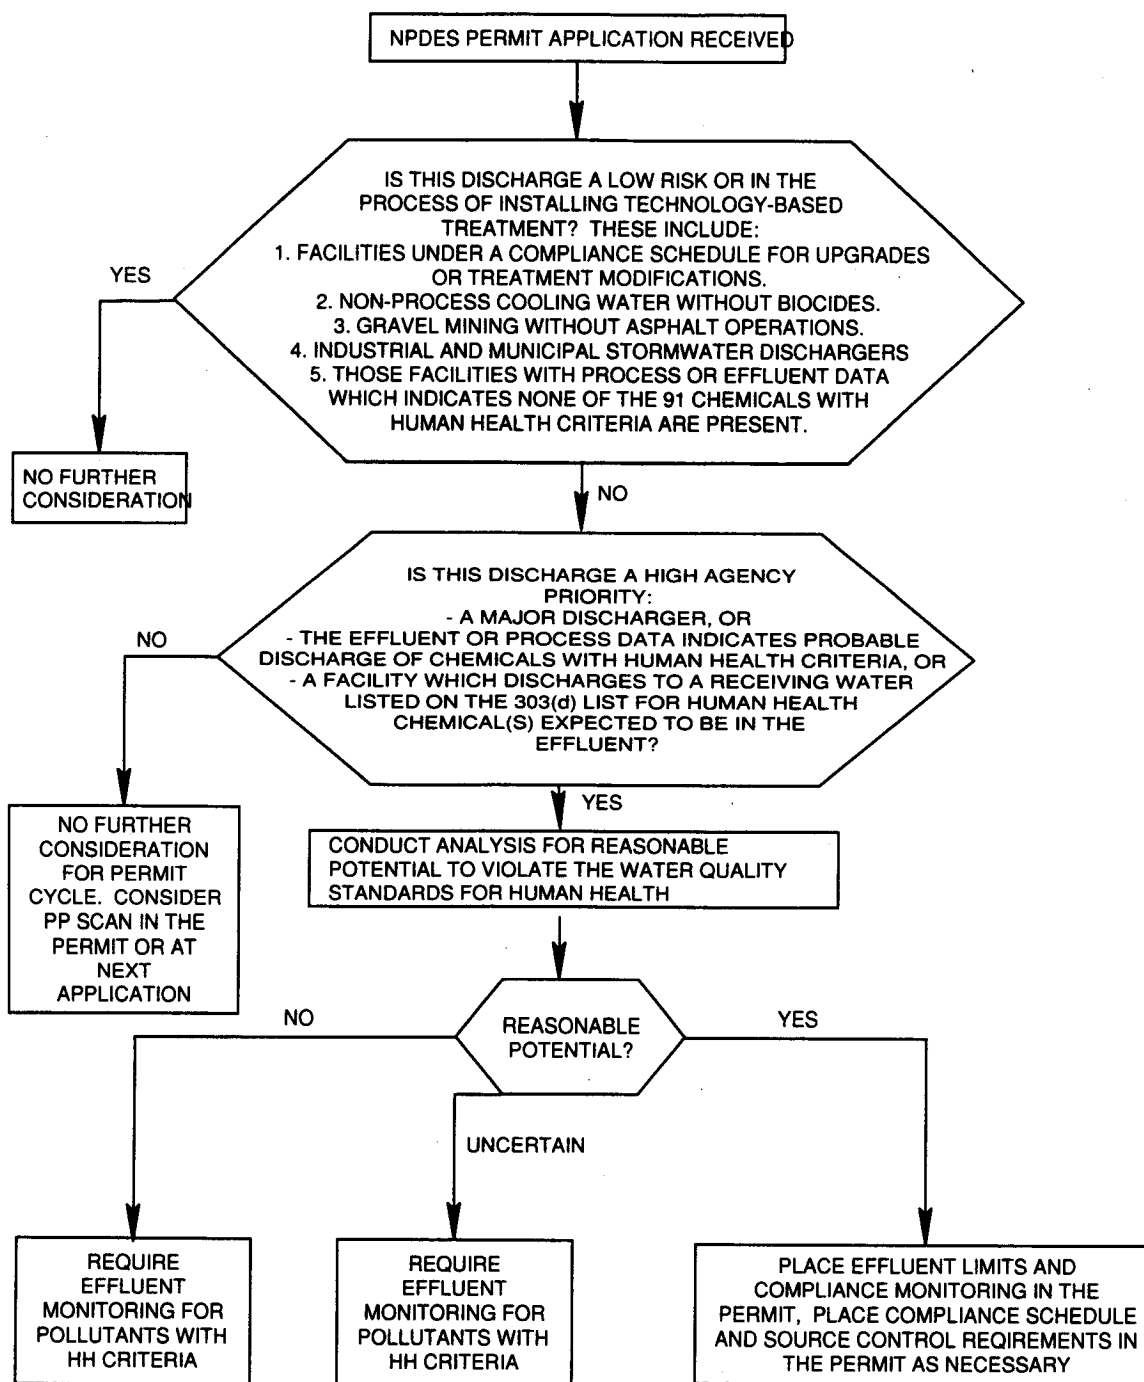 NPDES PERMIT APPLICATION RECEIVED
IS THIS DISCHARGE A LOW RISK OR IN THE
PROCESS OF INSTALLING TECHNOLOGY-BASED
TREATMENT? THESE INCLUDE:
1. FACILITIES UNDER A COMPLIANCE SCHEDULE FOR UPGRADES
OR TREATMENT MODIFICATIONS.
2. NON-PROCESS COOLING WATER WITHOUT BIOCIDES.
3. GRAVEL MINING WITHOUT ASPHALT OPERATIONS.
4. INDUSTRIAL AND MUNICIPAL STORMWATER DISCHARGERS
5. THOSE FACILITIES WITH PROCESS OR EFFLUENT DATA
WHICH INDICATES NONE OF THE 91 CHEMICALS WITH
HUMAN HEALTH CRITERIA ARE PRESENT.
YES
NO FURTHER
CONSIDERATION
NO
IS THIS DISCHARGE A HIGH AGENCY
PRIORITY:
- A MAJOR DISCHARGER, OR
- THE EFFLUENT OR PROCESS DATA INDICATES PROBABLE
DISCHARGE OF CHEMICALS WITH HUMAN HEALTH CRITERIA, OR
- A FACILITY WHICH DISCHARGES TO A RECEIVING WATER
LISTED ON THE 303(d) LIST FOR HUMAN HEALTH
CHEMICAL(S) EXPECTED TO BE IN THE
EFFLUENT?
NO
NO FURTHER
CONSIDERATION
FOR PERMIT
CYCLE. CONSIDER
PP SCAN IN THE
PERMIT OR AT
NEXT
APPLICATION
YES
CONDUCT ANALYSIS FOR REASONABLE
POTENTIAL TO VIOLATE THE WATER QUALITY
STANDARDS FOR HUMAN HEALTH
REASONABLE
POTENTIAL?
NO
UNCERTAIN
YES
REQUIRE
EFFLUENT
MONITORING FOR
POLLUTANTS WITH
HH CRITERIA
REQUIRE
EFFLUENT
MONITORING FOR
POLLUTANTS WITH
HH CRITERIA
PLACE EFFLUENT LIMITS AND
COMPLIANCE MONITORING IN THE
PERMIT, PLACE COMPLIANCE SCHEDULE
AND SOURCE CONTROL REQIREMENTS IN
THE PERMIT AS NECESSARY